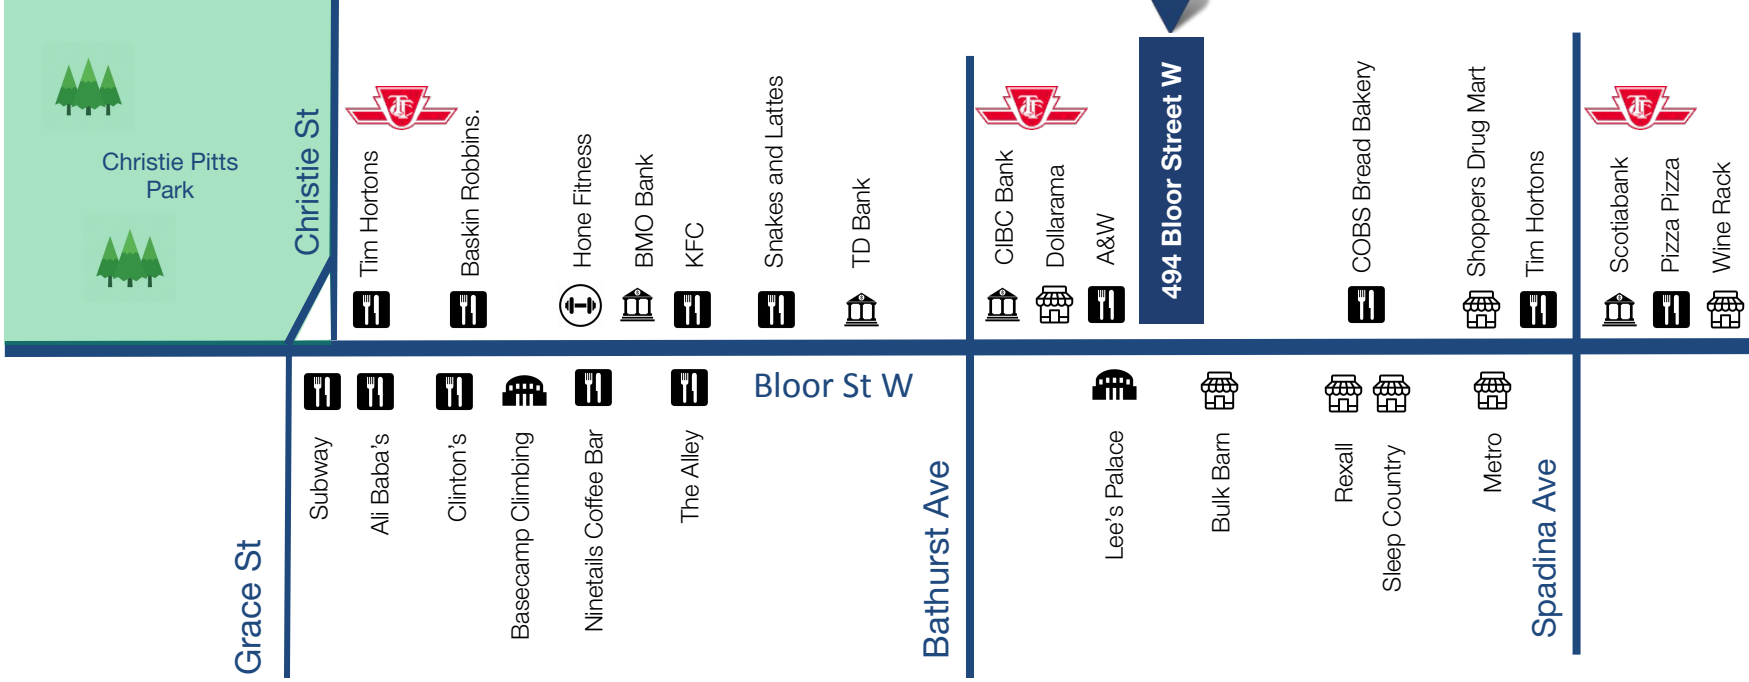 Christie Pitts
Park
Christie St
Tim Hortons
Baskin Robbins.
Hone Fitness
BMO Bank
KFC
Snakes and Lattes
TD Bank
CIBC Bank
Dollarama
A&W
494 Bloor Street W
COBS Bread Bakery
Shoppers Drug Mart
Tim Hortons
Scotiabank
Pizza Pizza
Wine Rack
Bloor St W
Grace St
Subway
Ali Baba’s
Clinton’s
Basecamp Climbing
Ninetails Coffee Bar
The Alley
Bathurst Ave
Lee’s Palace
Bulk Barn
Rexall
Sleep Country
Metro
Spadina Ave